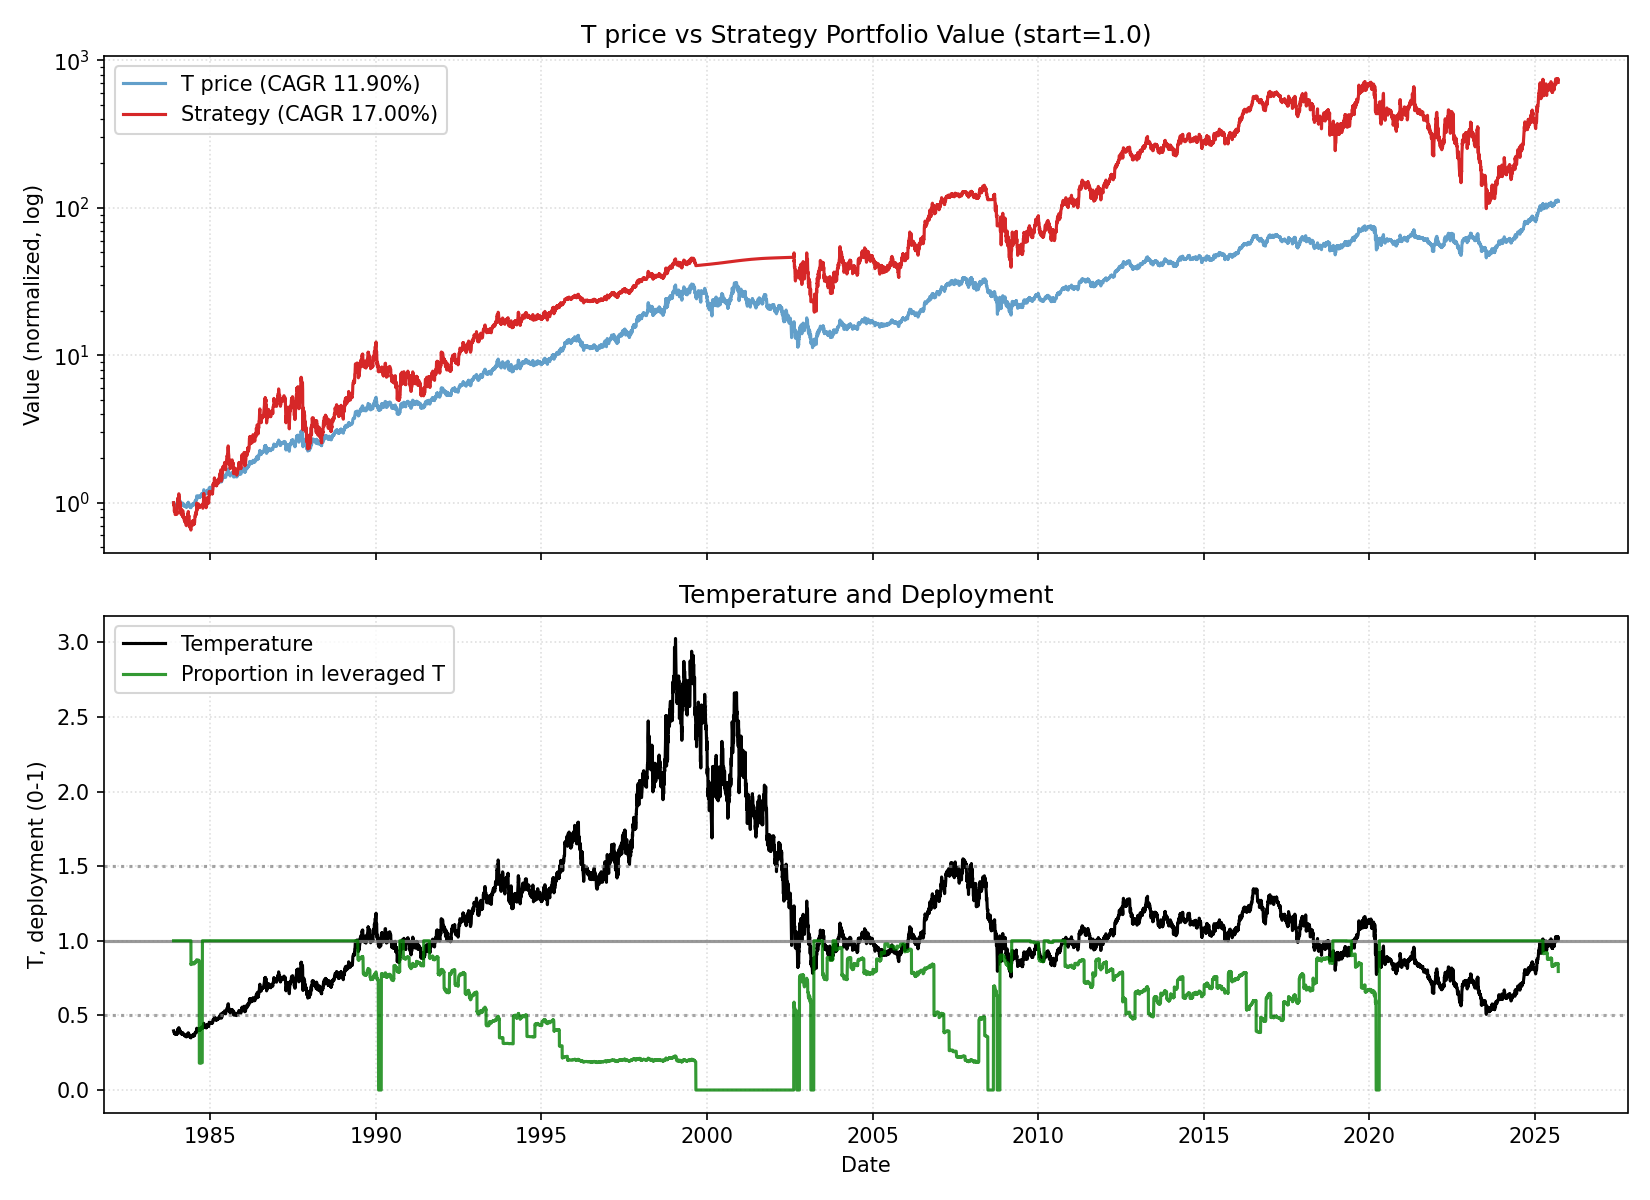 T price vs Strategy Portfolio Value (start=1.0)
T price (CAGR 11.90%)
Strategy (CAGR 17.00%)
Value (normalized, log)
10³
10²
10¹
10⁰
Temperature and Deployment
Temperature
Proportion in leveraged T
T, deployment (0-1)
3.0
2.5
2.0
1.5
1.0
0.5
0.0
1985 1990 1995 2000 2005 2010 2015 2020 2025
Date